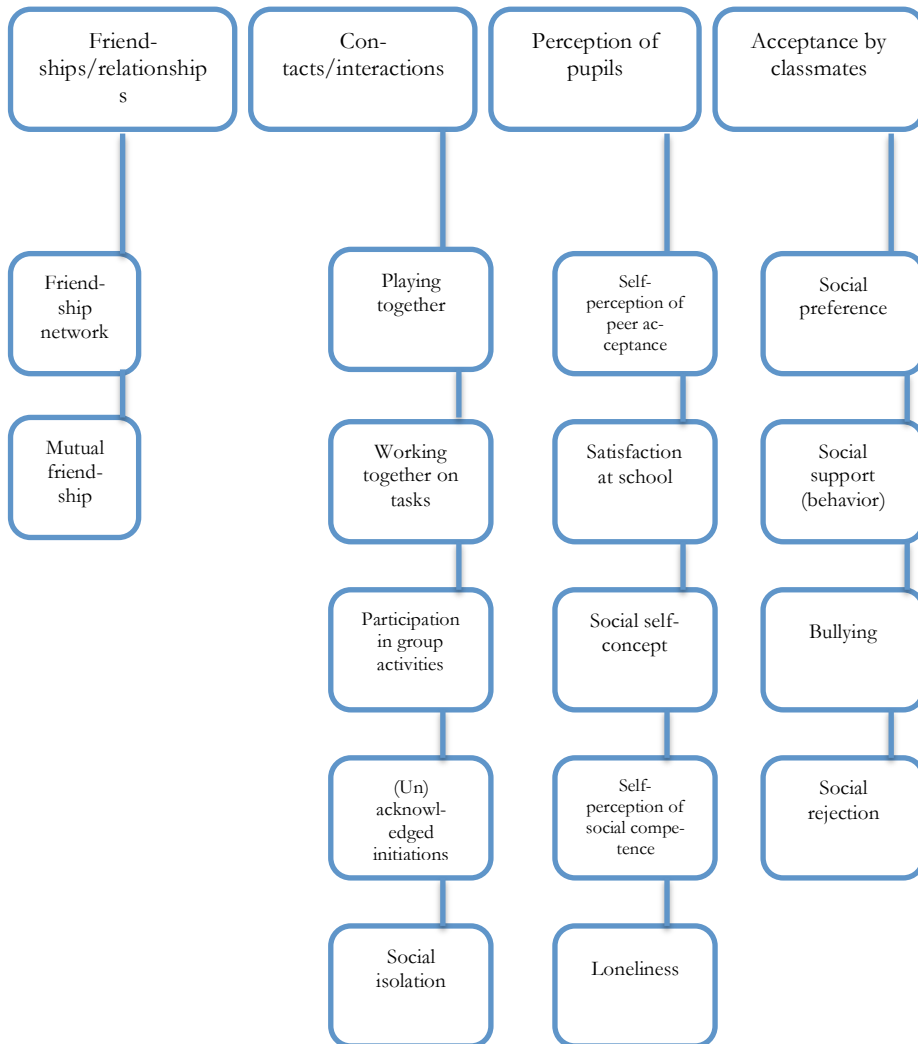 Friend-
ships/relationship
s
Con-
tacts/interactions
Perception of
pupils
Acceptance by
classmates
Friend-
ship
network
Mutual
friend-
ship
Playing
together
Working
together on
tasks
Participation
in group
activities
(Un)
acknowl-
edged
initiations
Social
isolation
Self-
perception of
peer ac-
ceptance
Satisfaction
at school
Social self-
concept
Self-
perception of
social compe-
tence
Loneliness
Social
preference
Social
support
(behavior)
Bullying
Social
rejection